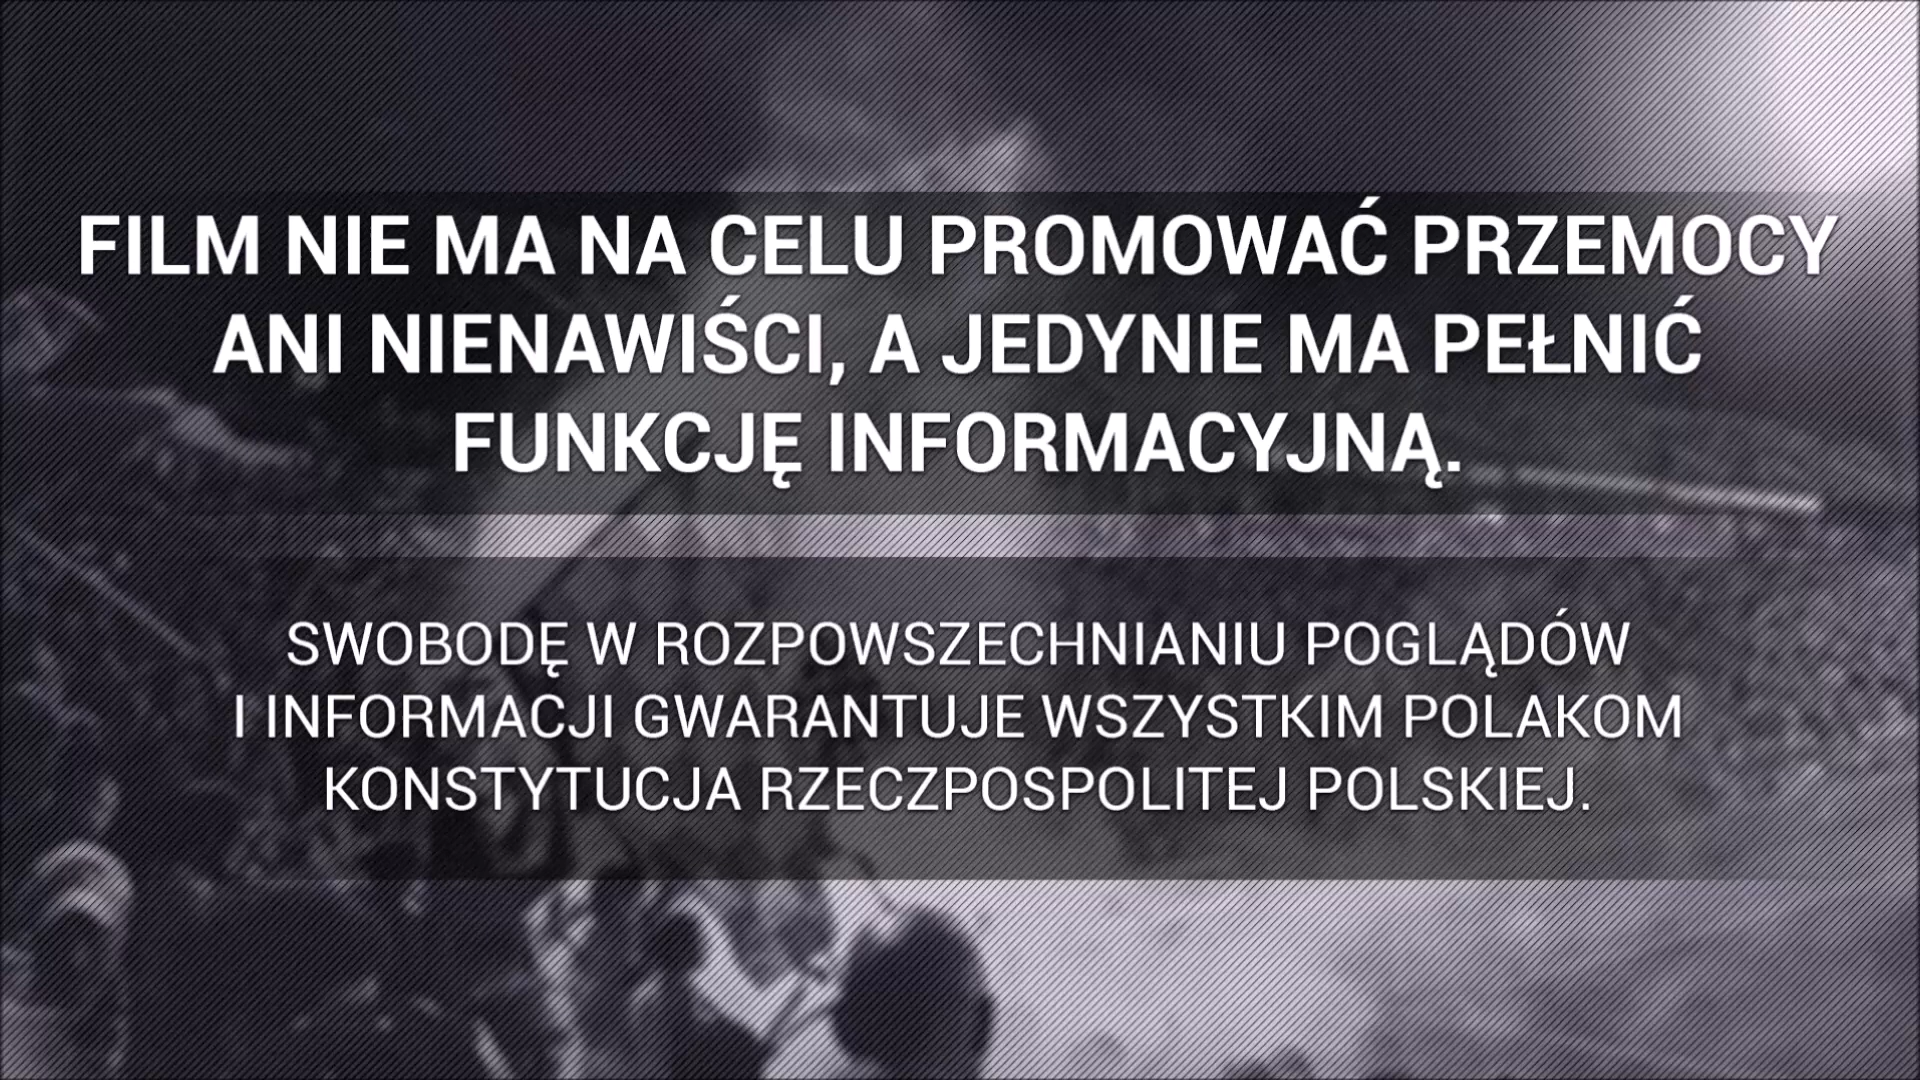 FILM NIE MA NA CELU PROMOWAĆ PRZEMOCY
ANI NIENAWIŚCI, A JEDYNIE MA PEŁNIĆ
FUNKCJĘ INFORMACYJNĄ.
SWOBODĘ W ROZPOWSZECHNIANIU POGLĄDÓW
I INFORMACJI GWARANTUJE WSZYSTKIM POLAKOM
KONSTYTUCJA RZECZPOSPOLITEJ POLSKIEJ.